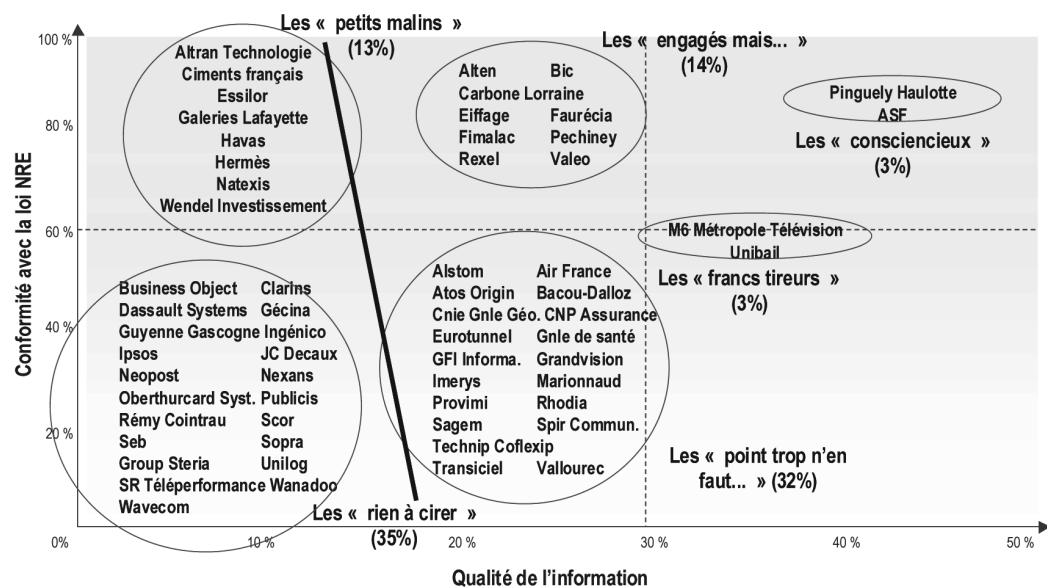 Les « petits malins »
(13%)
Les « engagés mais... »
(14%)
100 %
80 %
60 %
40 %
20 %
Conformité avec la loi NRE
Altran Technologie
Ciments français
Essilor
Galeries Lafayette
Havas
Hermès
Natexis
Wendel Investissement
Alten Bic
Carbone Lorraine
Eiffage Faurécia
Fimalac Pechiney
Rexel Valeo
Pinguely Haulotte
ASF
Les « consciencieux »
(3%)
M6 Métropole Télévision
Unibail
Les « francs tireurs »
(3%)
Business Object Clarins
Dassault Systems Gécina
Guyenne Gascogne Ingénico
Ipsos JC Decaux
Neopost Nexans
Oberthurcard Syst. Publicis
Rémy Cointrau Scor
Seb Sopra
Group Steria Unilog
SR Téléperformance Wanadoo
Wavecom
Alstom Air France
Atos Origin Bacou-Dalloz
Cnie Gnle Géo. CNP Assurance
Eurotunnel Gnle de santé
GFI Informa. Grandvision
Imerys Marionnaud
Provimi Rhodia
Sagem Spir Commun.
Technip Coflexip
Transiciel Vallourec
Les « point trop n'en
faut... » (32%)
Les « rien à cirer »
(35%)
0% 10 % 20 % 30 % 40 % 50 %
Qualité de l'information